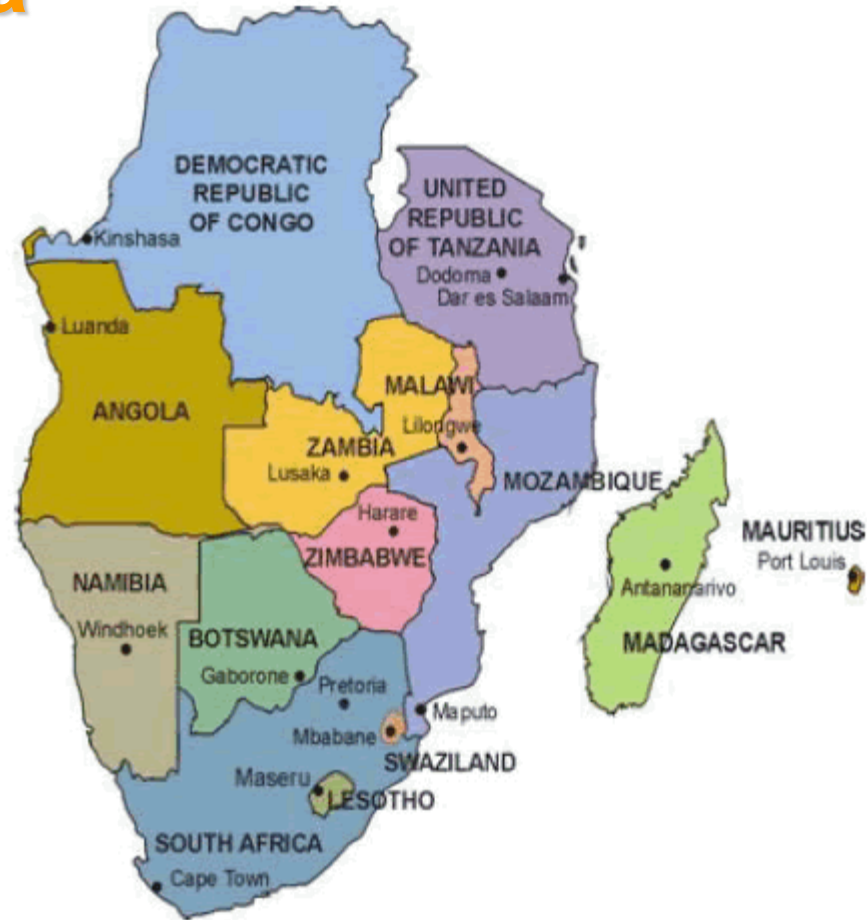 a
DEMOCRATIC
REPUBLIC
OF CONGO
Kinshasa
UNITED
REPUBLIC
OF TANZANIA
Dodoma
Dar es Salaam
Luanda
ANGOLA
MALAWI
Lilongwe
ZAMBIA
Lusaka
MOZAMBIQUE
Harare
ZIMBABWE
MAURITIUS
Port Louis
NAMIBIA
Antananarivo
Windhoek
BOTSWANA
MADAGASCAR
Gaborone
Pretoria
Maputo
Mbabane
SWAZILAND
Maseru
LESOTHO
SOUTH AFRICA
Cape Town